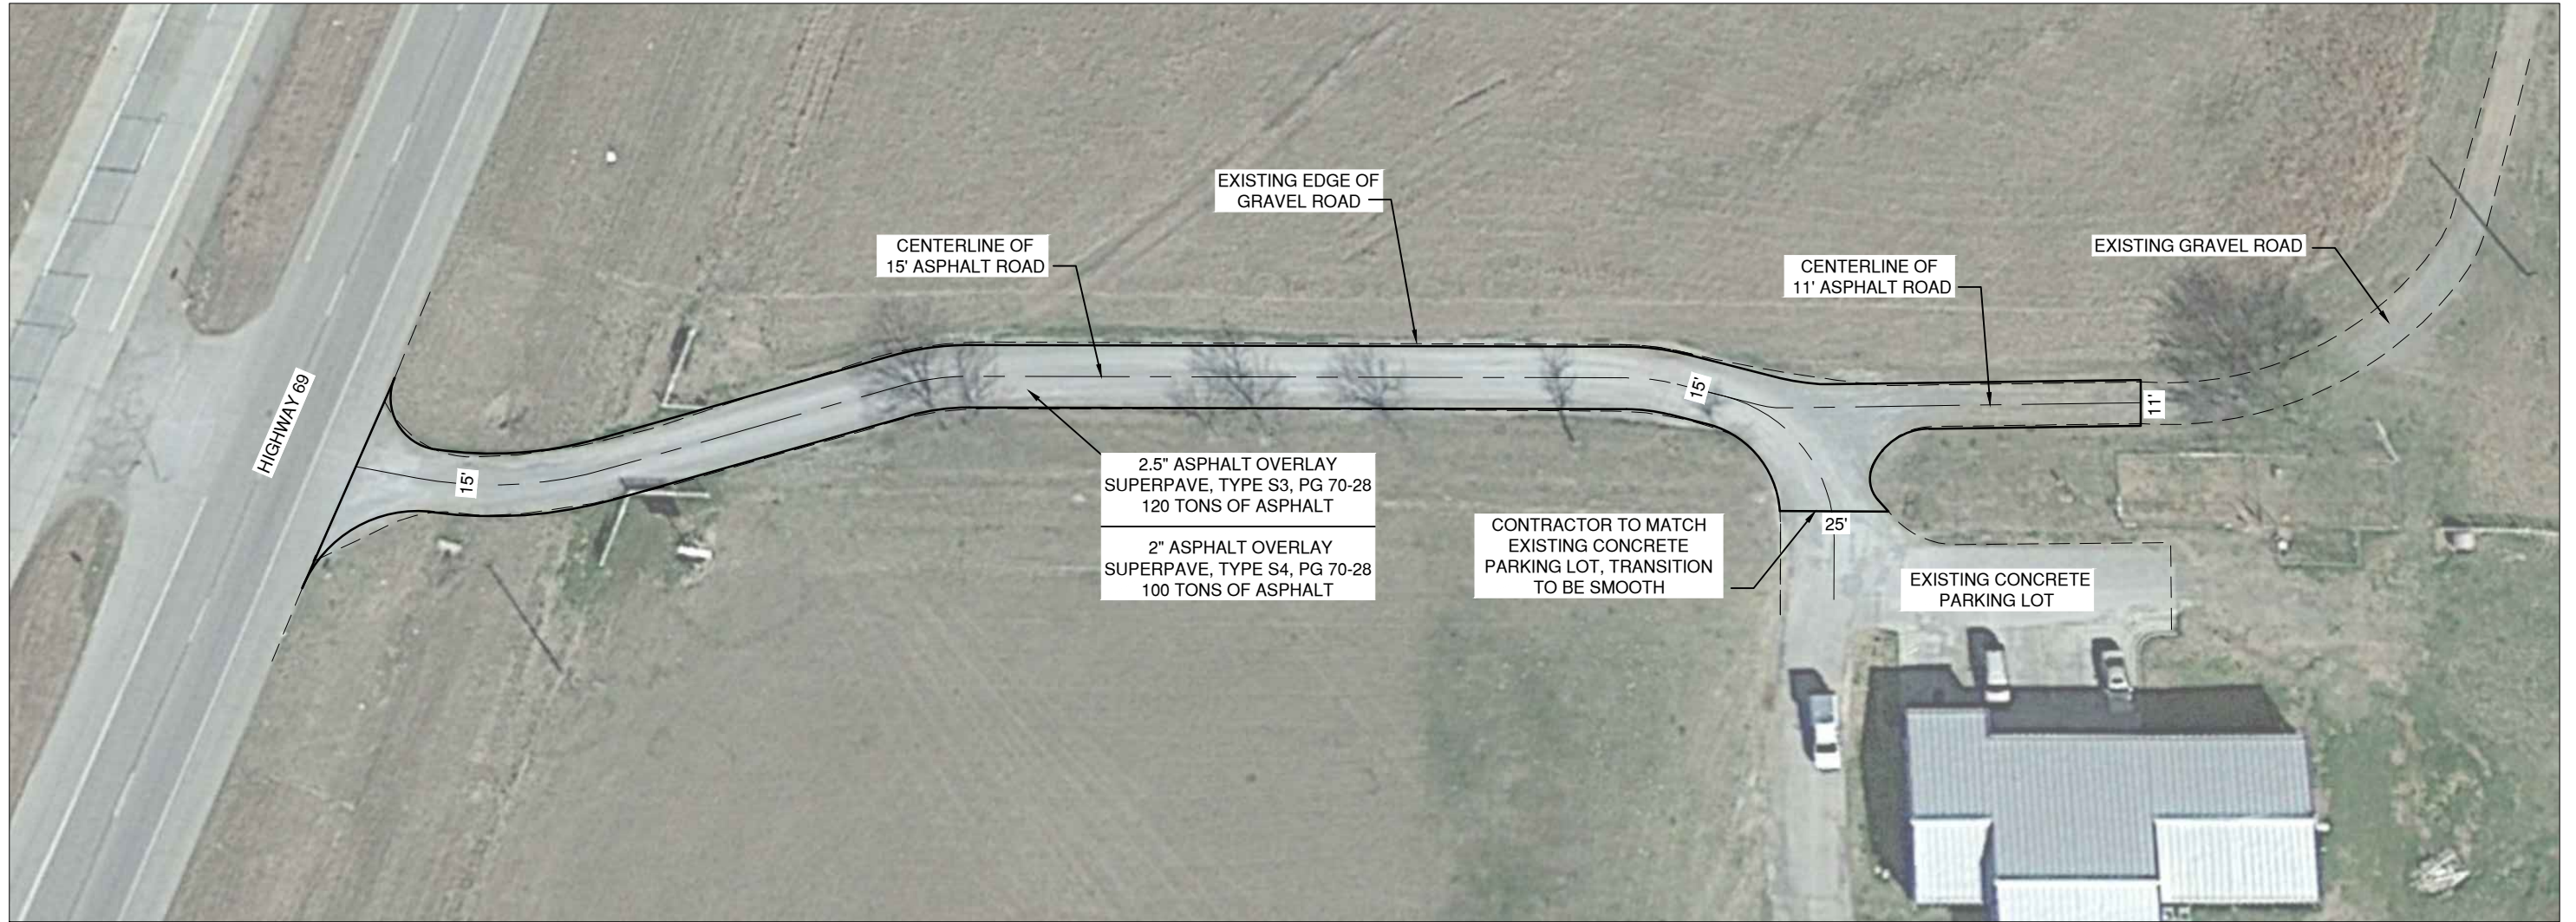 EXISTING EDGE OF
GRAVEL ROAD
CENTERLINE OF
15' ASPHALT ROAD
EXISTING GRAVEL ROAD
CENTERLINE OF
11' ASPHALT ROAD
HIGHWAY 69
15'
15'
11'
2.5" ASPHALT OVERLAY
SUPERPAVE, TYPE S3, PG 70-28
120 TONS OF ASPHALT
2" ASPHALT OVERLAY
SUPERPAVE, TYPE S4, PG 70-28
100 TONS OF ASPHALT
CONTRACTOR TO MATCH
EXISTING CONCRETE
PARKING LOT, TRANSITION
TO BE SMOOTH
25'
EXISTING CONCRETE
PARKING LOT